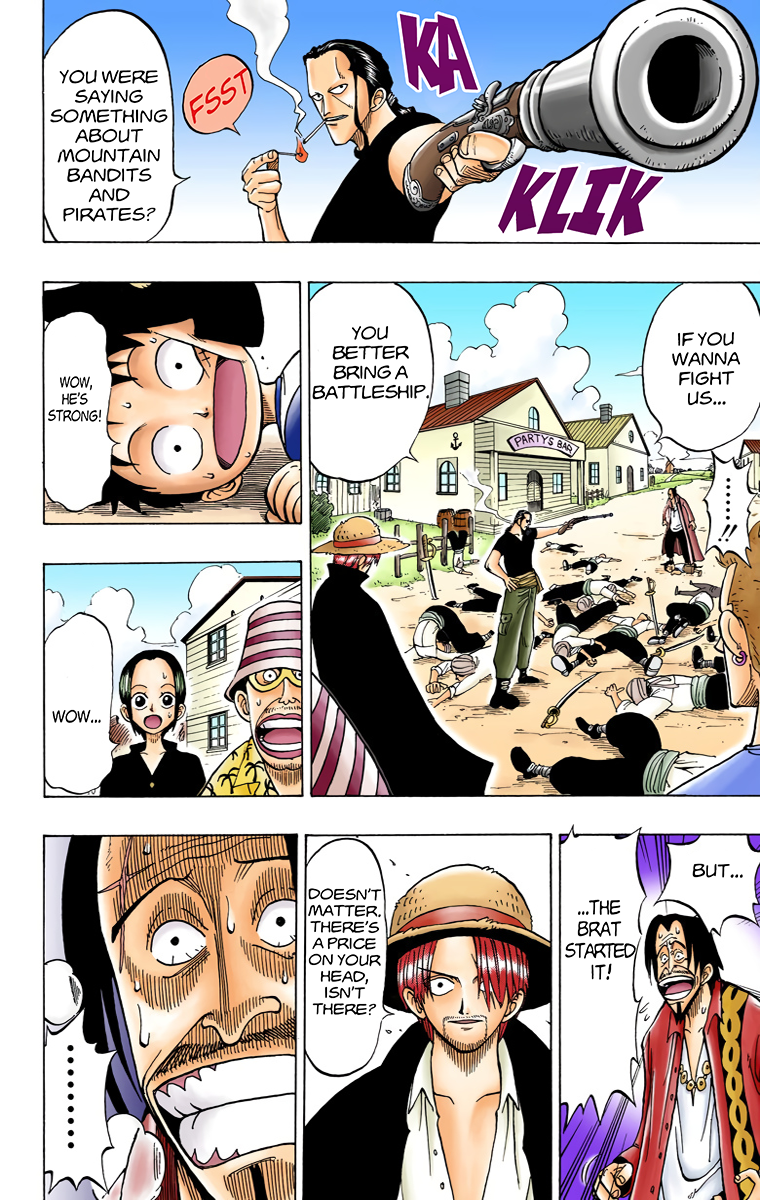 KA
KLIK
FSST
YOU WERE
SAYING
SOMETHING
ABOUT
MOUNTAIN
BANDITS
AND
PIRATES?
IF YOU
WANNA
FIGHT
US...
......!!
YOU
BETTER
BRING A
BATTLESHIP.
PARTYS BAR
WOW,
HE'S
STRONG!
WOW...
BUT...
...THE
BRAT
STARTED
IT!
DOESN'T
MATTER.
THERE'S
A PRICE
ON YOUR
HEAD,
ISN'T
THERE?
........